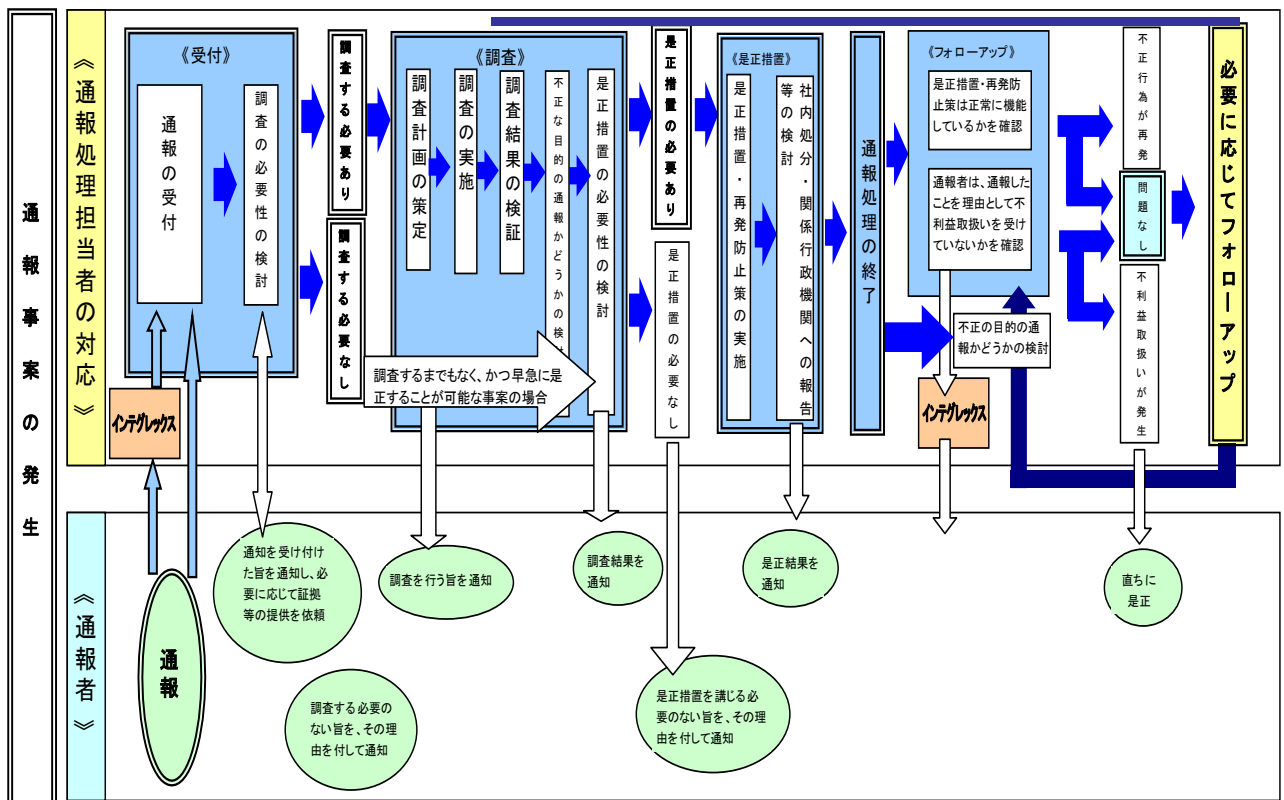 通報事案の発生
《通報処理担当者の対応》
《受付》
通報の受付
調査の必要性の検討
インテグレックス
調査する必要あり
調査する必要なし
《調査》
調査計画の策定
調査の実施
調査結果の検証
不正な目的の通報かどうかの検
是正措置の必要性の検討
調査するまでもなく、かつ早急に是
正することが可能な事案の場合
是正措置の必要あり
是正措置の必要なし
《是正措置》
是正措置・再発防止策の実施
社内処分・関係行政機関への報告
等の検討
通報処理の終了
《フォローアップ》
是正措置・再発防
止策は正常に機能
しているかを確認
通報者は、通報した
ことを理由として不
利益取扱いを受け
ていないかを確認
不正の目的の通
報かどうかの検討
インテグレックス
不正行為が再発
問題なし
不利益取扱いが発生
必要に応じてフォローアップ
《通報者》
通報
通知を受け付け
た旨を通知し、必
要に応じて証拠
等の提供を依頼
調査する必要の
ない旨を、その理
由を付して通知
調査を行う旨を通知
調査結果を
通知
是正措置を講じる必
要のない旨を、その理
由を付して通知
是正結果を
通知
直ちに
是正